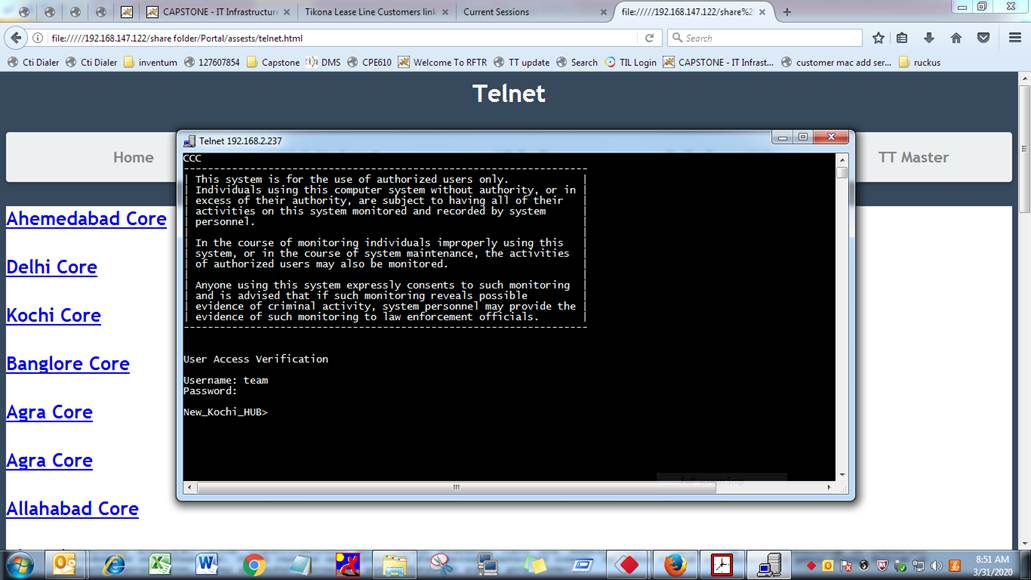 CAPSTONE - IT Infrastructure
Tikona Lease Line Customers link
Current Sessions
file://///192.168.147.122/share%2
file://///192.168.147.122/share folder/Portal/assests/telnet.html
Search
Cti Dialer
Cti Dialer
inventum
127607854
Capstone
DMS
CPE610
Welcome To RFTR
TT update
Search
TIL Login
CAPSTONE - IT Infrast...
customer mac add ser...
ruckus
Telnet
Home
TT Master
Ahemedabad Core
Delhi Core
Kochi Core
Banglore Core
Agra Core
Agra Core
Allahabad Core
Telnet 192.168.2.237
CCC
This system is for the use of authorized users only.
Individuals using this computer system without authority, or in
excess of their authority, are subject to having all of their
activities on this system monitored and recorded by system
personnel.
In the course of monitoring individuals improperly using this
system, or in the course of system maintenance, the activities
of authorized users may also be monitored.
Anyone using this system expressly consents to such monitoring
and is advised that if such monitoring reveals possible
evidence of criminal activity, system personnel may provide the
evidence of such monitoring to law enforcement officials.
User Access Verification
Username: team
Password:
New_Kochi_HUB>
8:51 AM
3/31/2020